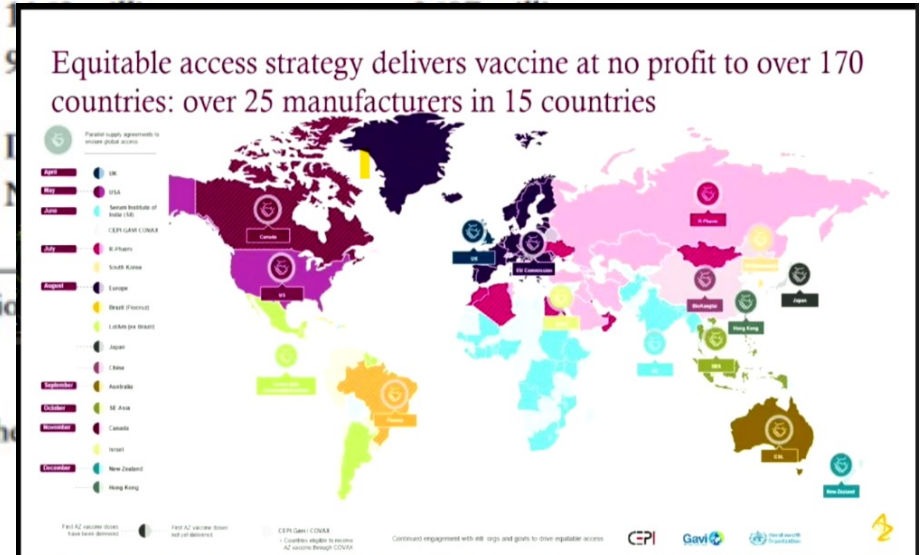 Equitable access strategy delivers vaccine at no profit to over 170
countries: over 25 manufacturers in 15 countries
Parallel supply agreements to
ensure global access
April
UK
May
USA
June
Serum Institute of
India (SII)
CEPI GAVI COVAX
July
R-Pharm
South Korea
August
Europe
Brazil (Fiocruz)
LatAm (ex Brazil)
Japan
China
September
Australia
October
SE Asia
November
Canada
Israel
December
New Zealand
Hong Kong
Canada
US
UK
EU Commission
R-Pharm
Japan
Hong Kong
SEA
CSL
New Zealand
First AZ vaccine doses
have been delivered
First AZ vaccine doses
not yet delivered
CEPI Gavi / COVAX
- Countries eligible to receive
AZ vaccine through COVAX
Continued engagement with intl. orgs and govts to drive equitable access
CEPI
Gavi
World Health
Organization
AZ